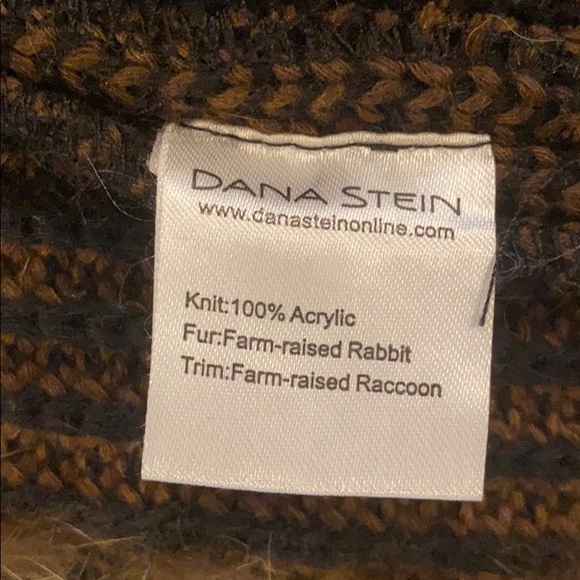 DANA STEIN
www.danasteinonline.com
Knit:100% Acrylic
Fur:Farm-raised Rabbit
Trim:Farm-raised Raccoon